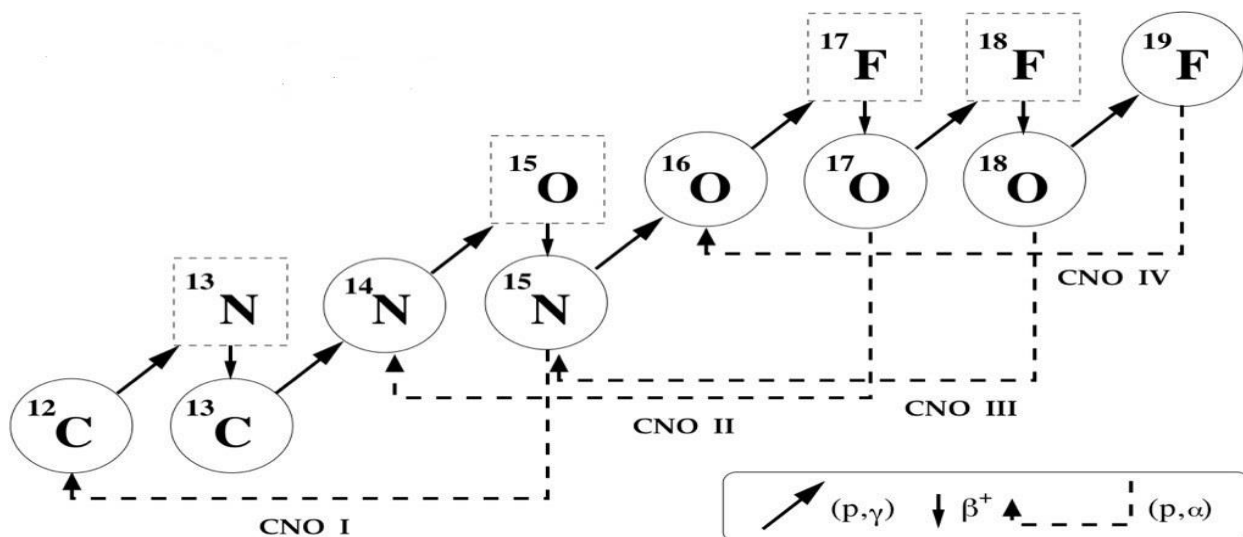 17F 18F 19F
15O 16O 17O 18O
13N 14N 15N
CNO IV
12C 13C
CNO II CNO III
CNO I
(p,γ) β+ (p,α)